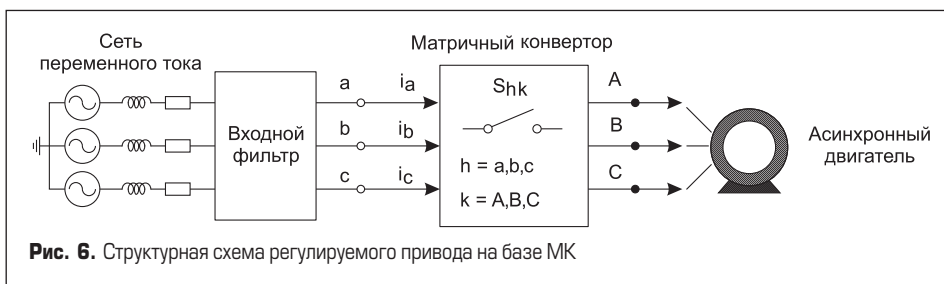 Сеть
переменного тока
Матричный конвертор
Входной
фильтр
a
ia
b
ib
c
ic
Shk
h = a,b,c
k = A,B,C
A
B
C
Асинхронный
двигатель
Рис. 6. Структурная схема регулируемого привода на базе МК